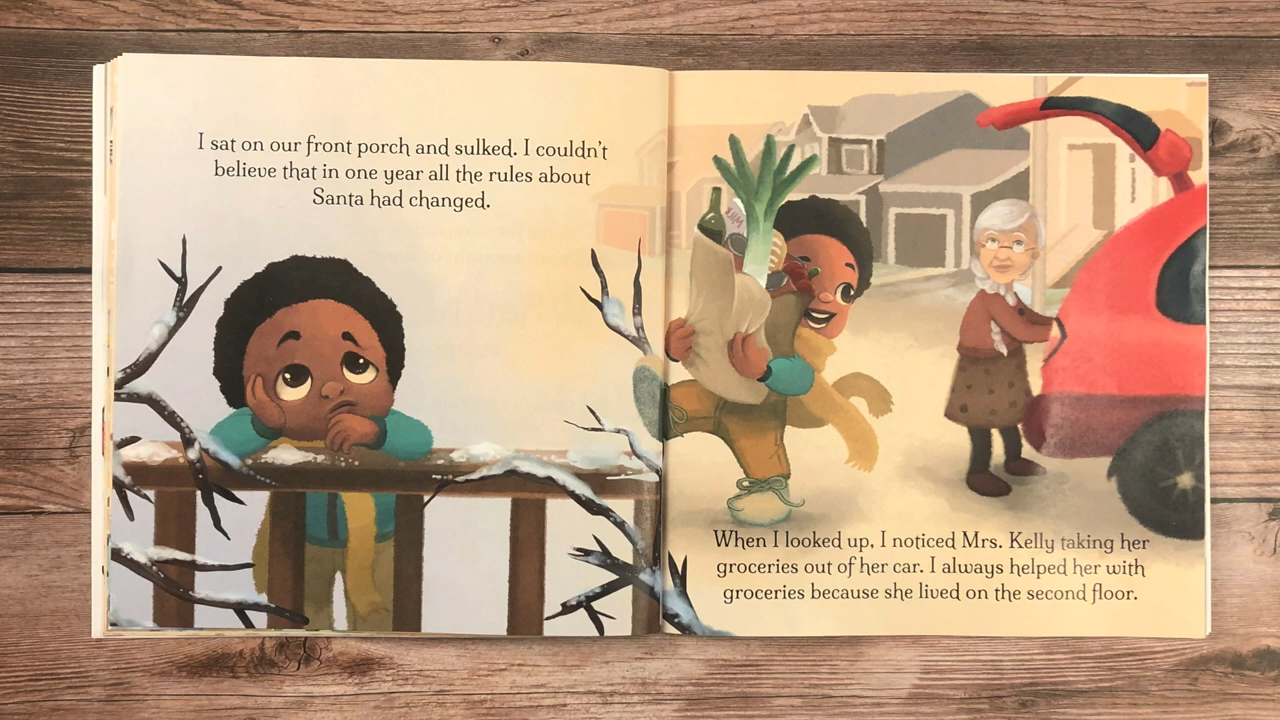 I sat on our front porch and sulked. I couldn't
believe that in one year all the rules about
Santa had changed.
When I looked up, I noticed Mrs. Kelly taking her
groceries out of her car. I always helped her with
groceries because she lived on the second floor.